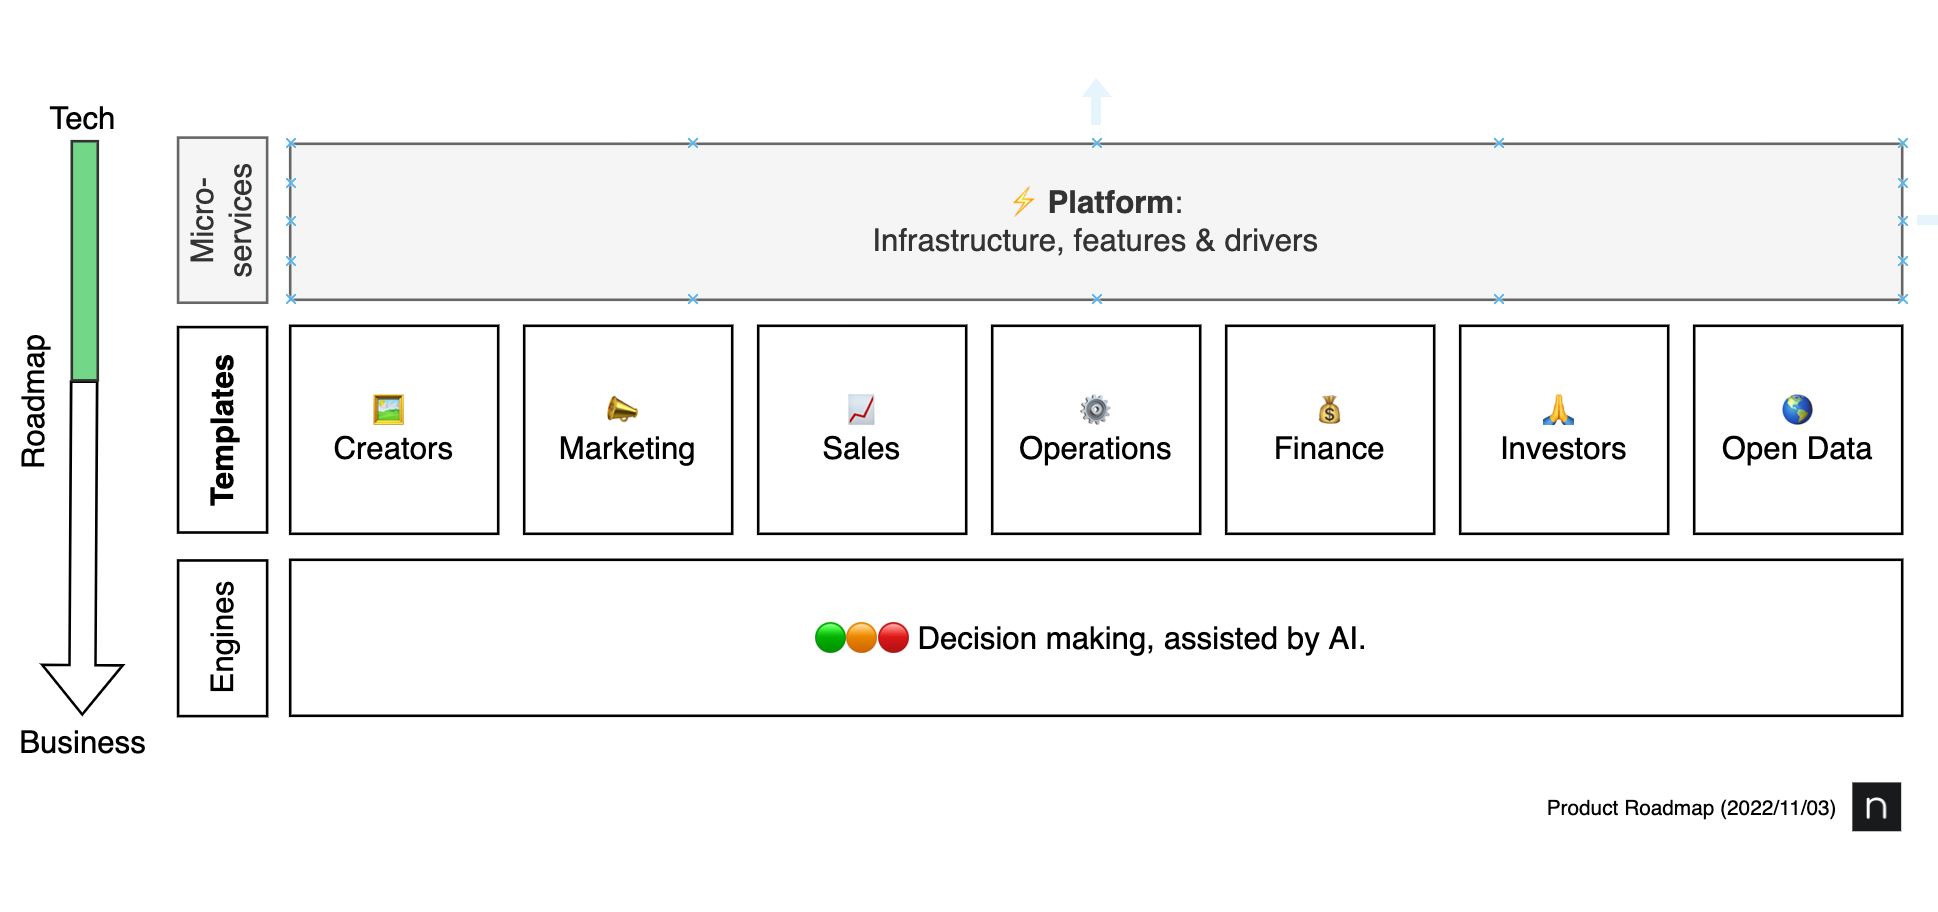 Tech
Micro-
services
⚡ Platform:
Infrastructure, features & drivers
Roadmap
Templates
Creators
Marketing
Sales
Operations
Finance
Investors
Open Data
Engines
Decision making, assisted by AI.
Business
Product Roadmap (2022/11/03)
n